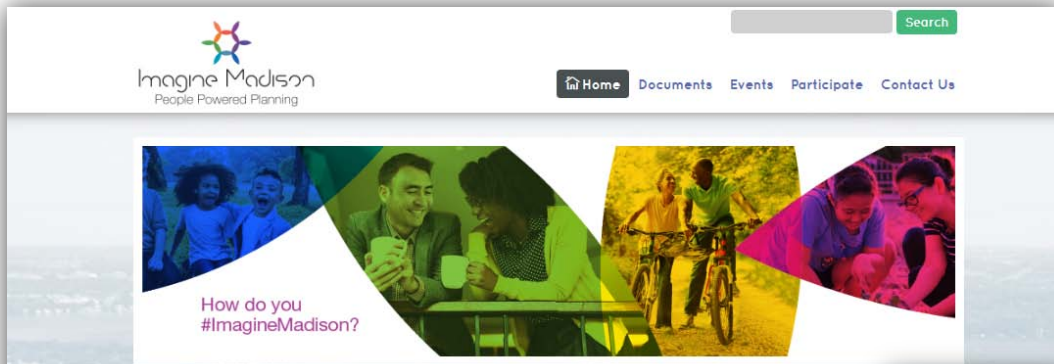 Search
Imagine Madison
People Powered Planning
Home Documents Events Participate Contact Us
How do you
#ImagineMadison?